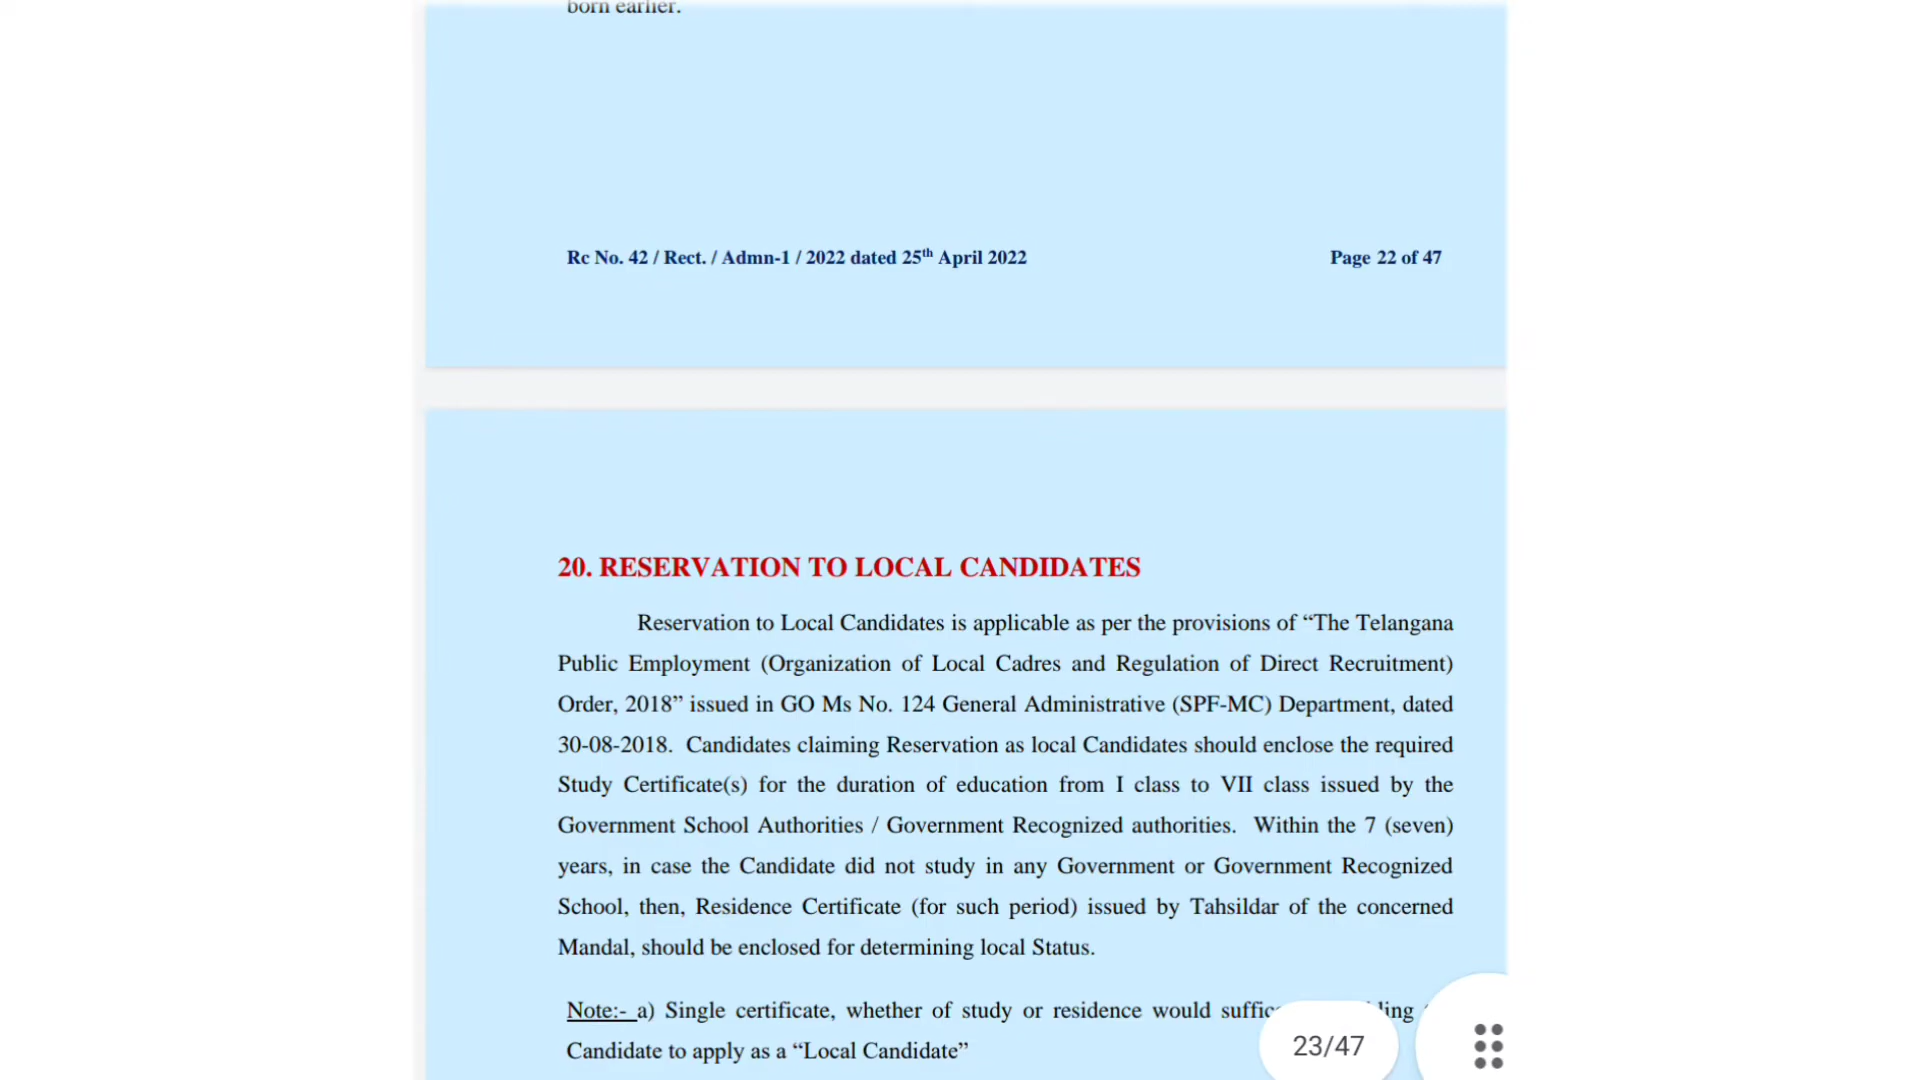 born earlier.
Rc No. 42 / Rect. / Admn-1 / 2022 dated 25th April 2022 Page 22 of 47
20. RESERVATION TO LOCAL CANDIDATES
Reservation to Local Candidates is applicable as per the provisions of “The Telangana
Public Employment (Organization of Local Cadres and Regulation of Direct Recruitment)
Order, 2018” issued in GO Ms No. 124 General Administrative (SPF-MC) Department, dated
30-08-2018. Candidates claiming Reservation as local Candidates should enclose the required
Study Certificate(s) for the duration of education from I class to VII class issued by the
Government School Authorities / Government Recognized authorities. Within the 7 (seven)
years, in case the Candidate did not study in any Government or Government Recognized
School, then, Residence Certificate (for such period) issued by Tahsildar of the concerned
Mandal, should be enclosed for determining local Status.
Note:- a) Single certificate, whether of study or residence would
Candidate to apply as a “Local Candidate”
23/47